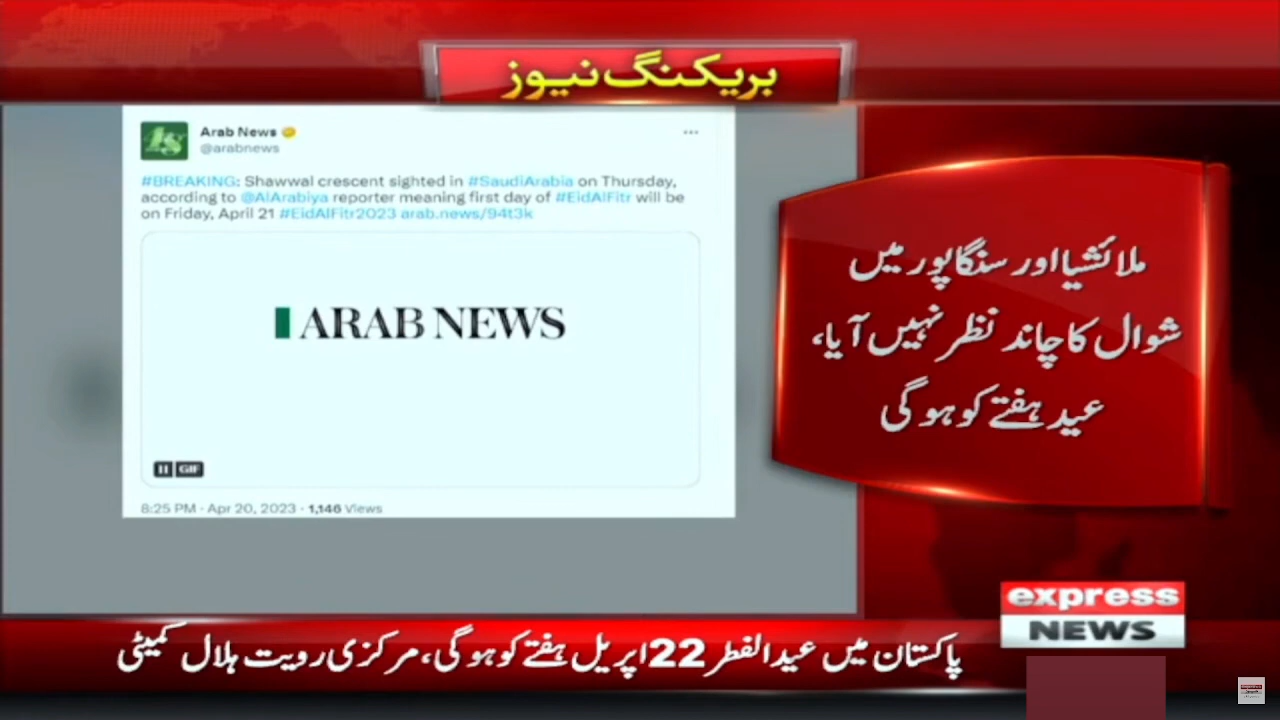 بریکنگ نیوز
Arab News
@arabnews
#BREAKING: Shawwal crescent sighted in #SaudiArabia on Thursday,
according to @AlArabiya reporter meaning first day of #EidAlFitr will be
on Friday, April 21 #EidAlFitr2023 arab.news/94t3k
ARAB NEWS
GIF
8:25 PM · Apr 20, 2023 · 1,146 Views
ملائشیا اور سنگاپور میں
شوال کا چاند نظر نہیں آیا،
عید ہفتے کو ہوگی
express
NEWS
پاکستان میں عیدالفطر 22 اپریل ہفتے کو ہوگی، مرکزی رویت ہلال کمیٹی